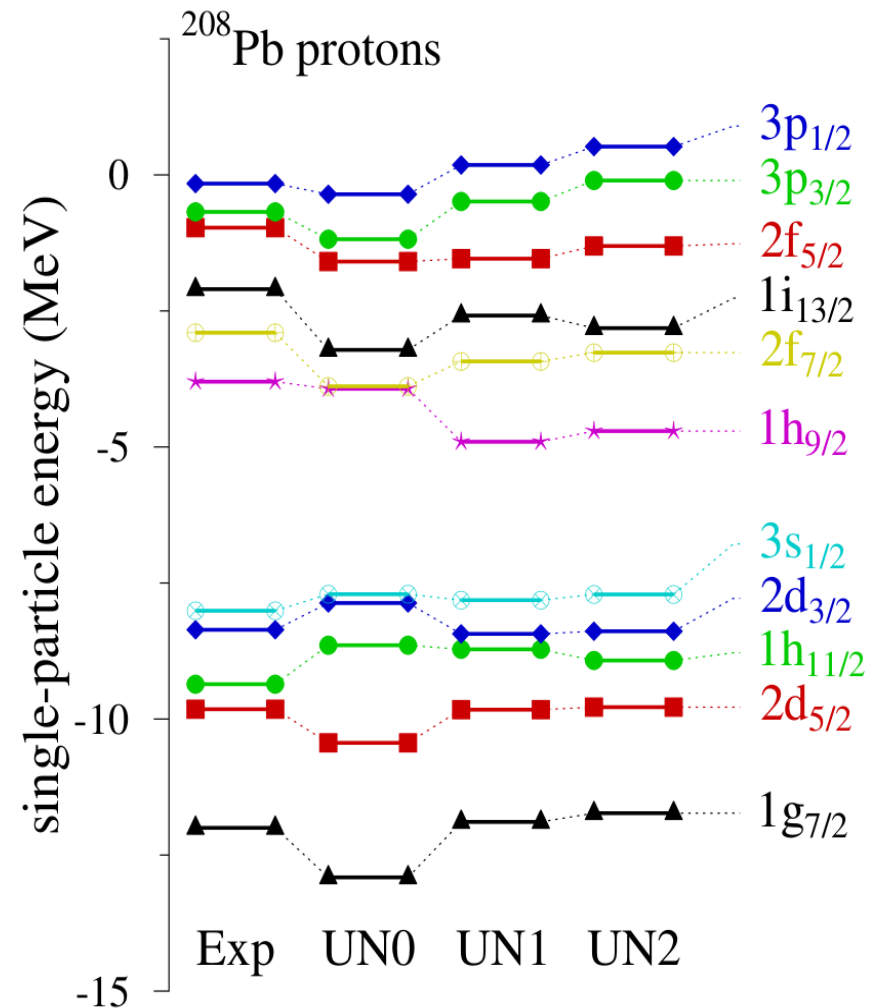 ²⁰⁸Pb protons
single-particle energy (MeV)
0
-5
-10
-15
3p₁/₂
3p₃/₂
2f₅/₂
1i₁₃/₂
2f₇/₂
1h₉/₂
3s₁/₂
2d₃/₂
1h₁₁/₂
2d₅/₂
1g₇/₂
Exp UN0 UN1 UN2